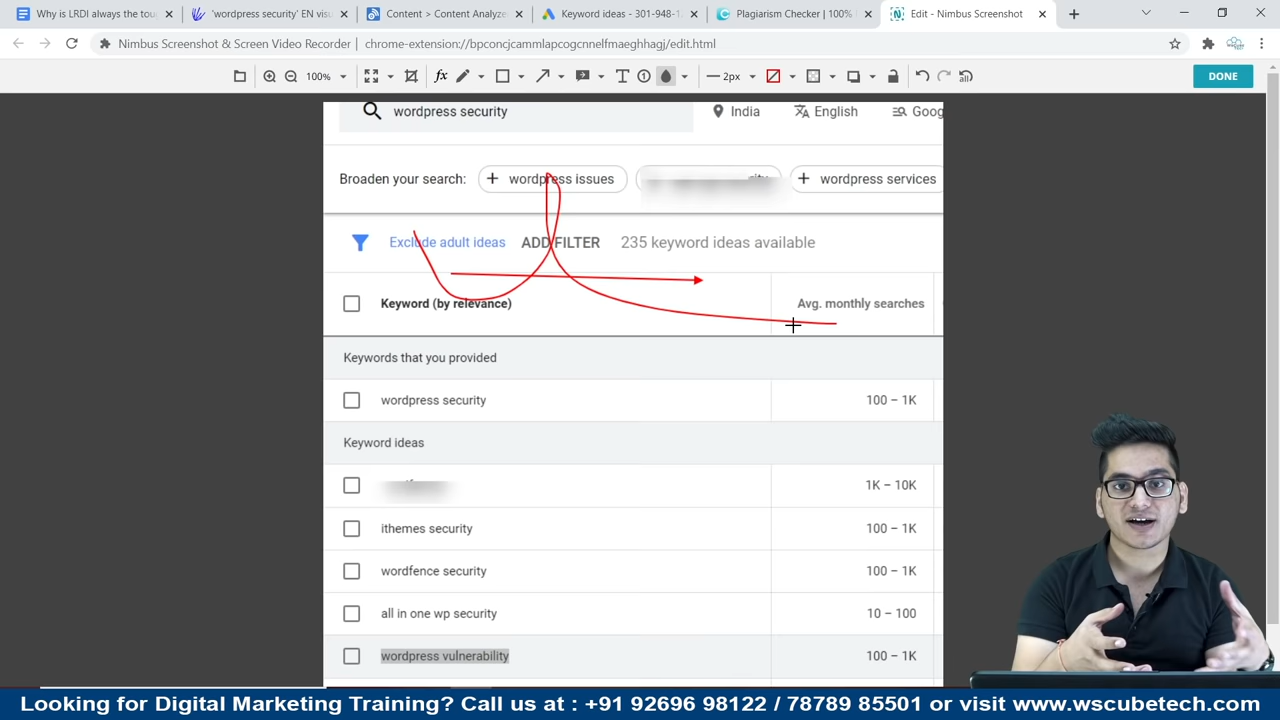 Why is LRDI always the tou
'wordpress security' EN visu
Content > Content Analyze
Keyword ideas - 301-948-1
Plagiarism Checker | 100%
Edit - Nimbus Screenshot
Nimbus Screenshot & Screen Video Recorder | chrome-extension://bpconcjcammlapcogcnnelfmaeghhagj/edit.html
100% fx T 1 2px all DONE
wordpress security India English Goog
Broaden your search: + wordpress issues + wordpress services
Exclude adult ideas ADD FILTER 235 keyword ideas available
Keyword (by relevance) Avg. monthly searches
Keywords that you provided
wordpress security 100 – 1K
Keyword ideas
1K – 10K
ithemes security 100 – 1K
wordfence security 100 – 1K
all in one wp security 10 – 100
wordpress vulnerability 100 – 1K
Looking for Digital Marketing Training? Call us at : +91 92696 98122 / 78789 85501 or visit www.wscubetech.com